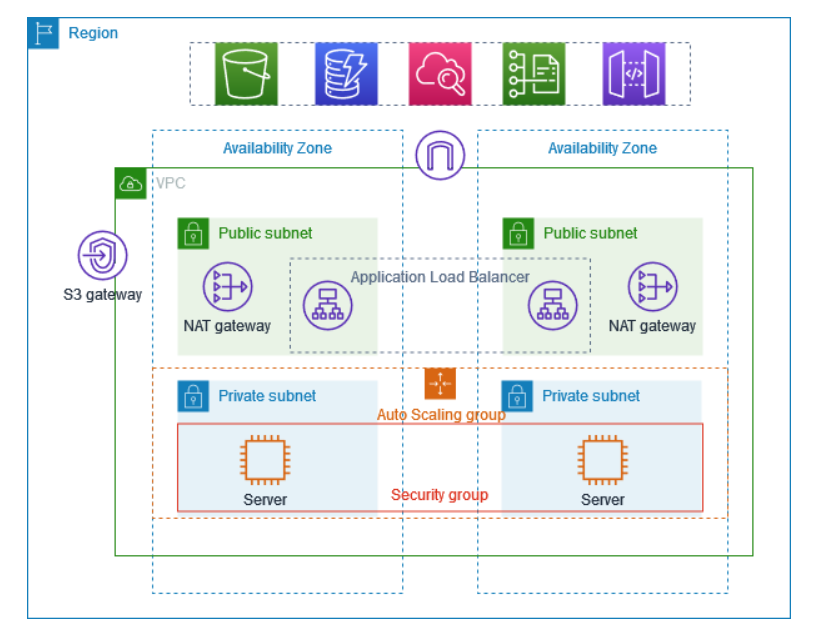 Region
Availability Zone
Availability Zone
VPC
Public subnet
Public subnet
Application Load Balancer
S3 gateway
NAT gateway
NAT gateway
Private subnet
Private subnet
Auto Scaling group
Security group
Server
Server